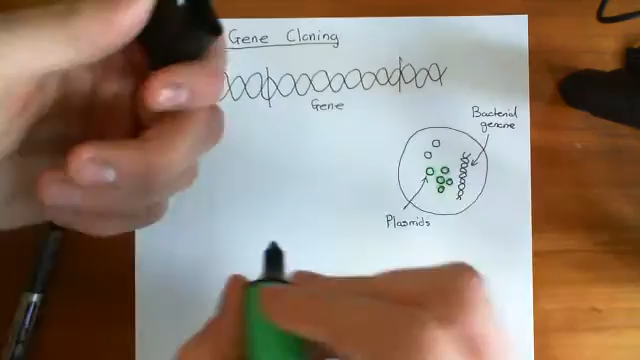 Gene Cloning
Gene
Bacterial
genome
Plasmids